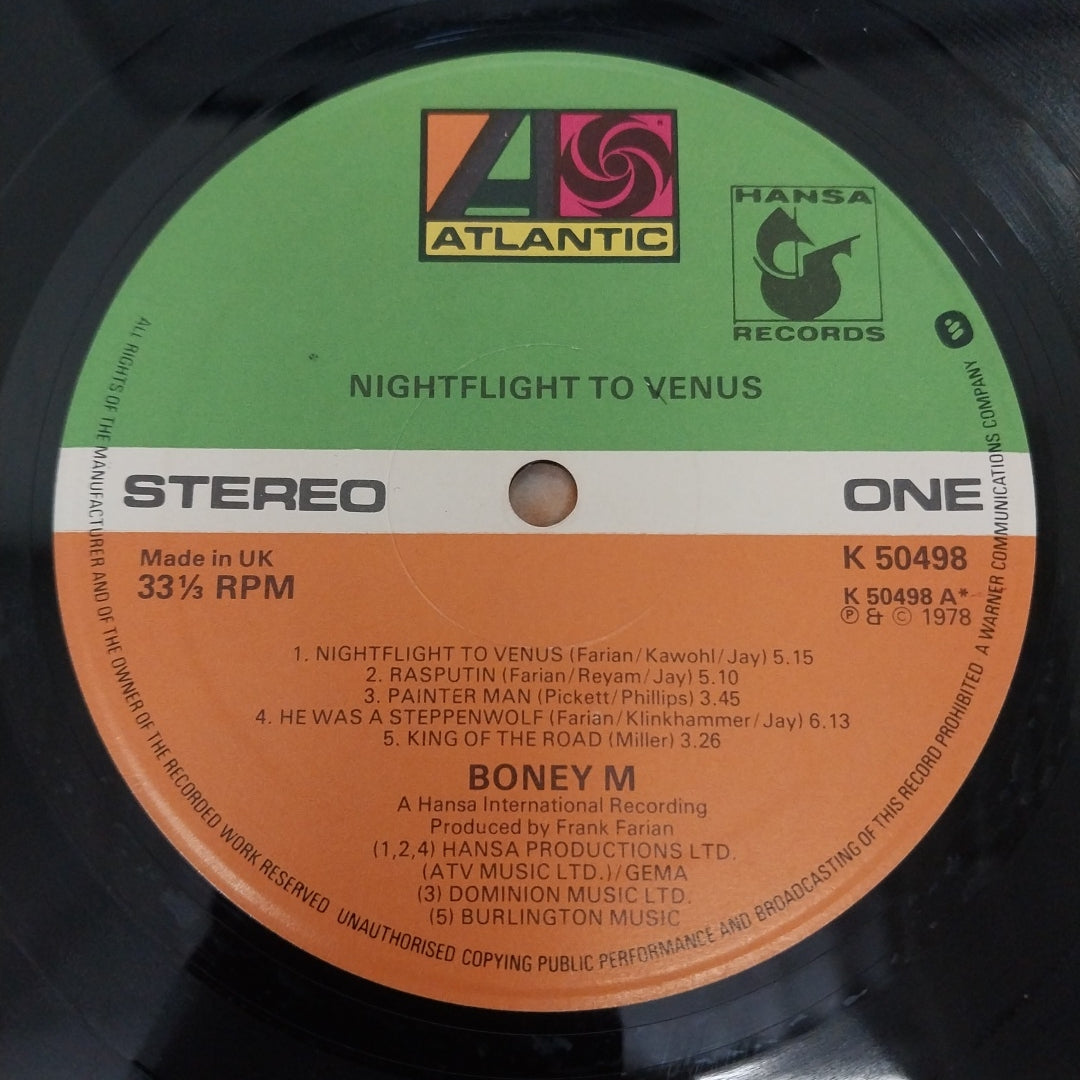 ATLANTIC
HANSA
RECORDS
NIGHTFLIGHT TO VENUS
STEREO
ONE
Made in UK
33⅓ RPM
K 50498
K 50498 A*
℗ & © 1978
1. NIGHTFLIGHT TO VENUS (Farian/Kawohl/Jay) 5.15
2. RASPUTIN (Farian/Reyam/Jay) 5.10
3. PAINTER MAN (Pickett/Phillips) 3.45
4. HE WAS A STEPPENWOLF (Farian/Klinkhammer/Jay) 6.13
5. KING OF THE ROAD (Miller) 3.26
BONEY M
A Hansa International Recording
Produced by Frank Farian
(1,2,4) HANSA PRODUCTIONS LTD.
(ATV MUSIC LTD.)/GEMA
(3) DOMINION MUSIC LTD.
(5) BURLINGTON MUSIC
ALL RIGHTS OF THE MANUFACTURER AND OF THE OWNER OF THE RECORDED WORK RESERVED UNAUTHORISED COPYING PUBLIC PERFORMANCE AND BROADCASTING OF THIS RECORD PROHIBITED A WARNER COMMUNICATIONS COMPANY